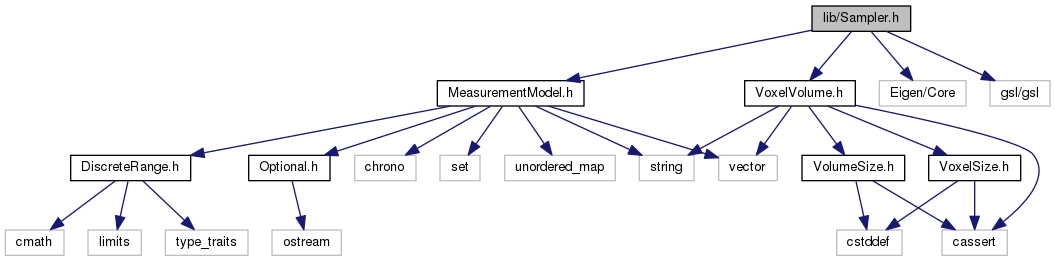 lib/Sampler.h
MeasurementModel.h
VoxelVolume.h
Eigen/Core
gsl/gsl
DiscreteRange.h
Optional.h
chrono
set
unordered_map
string
vector
VolumeSize.h
VoxelSize.h
cmath
limits
type_traits
ostream
cstddef
cassert